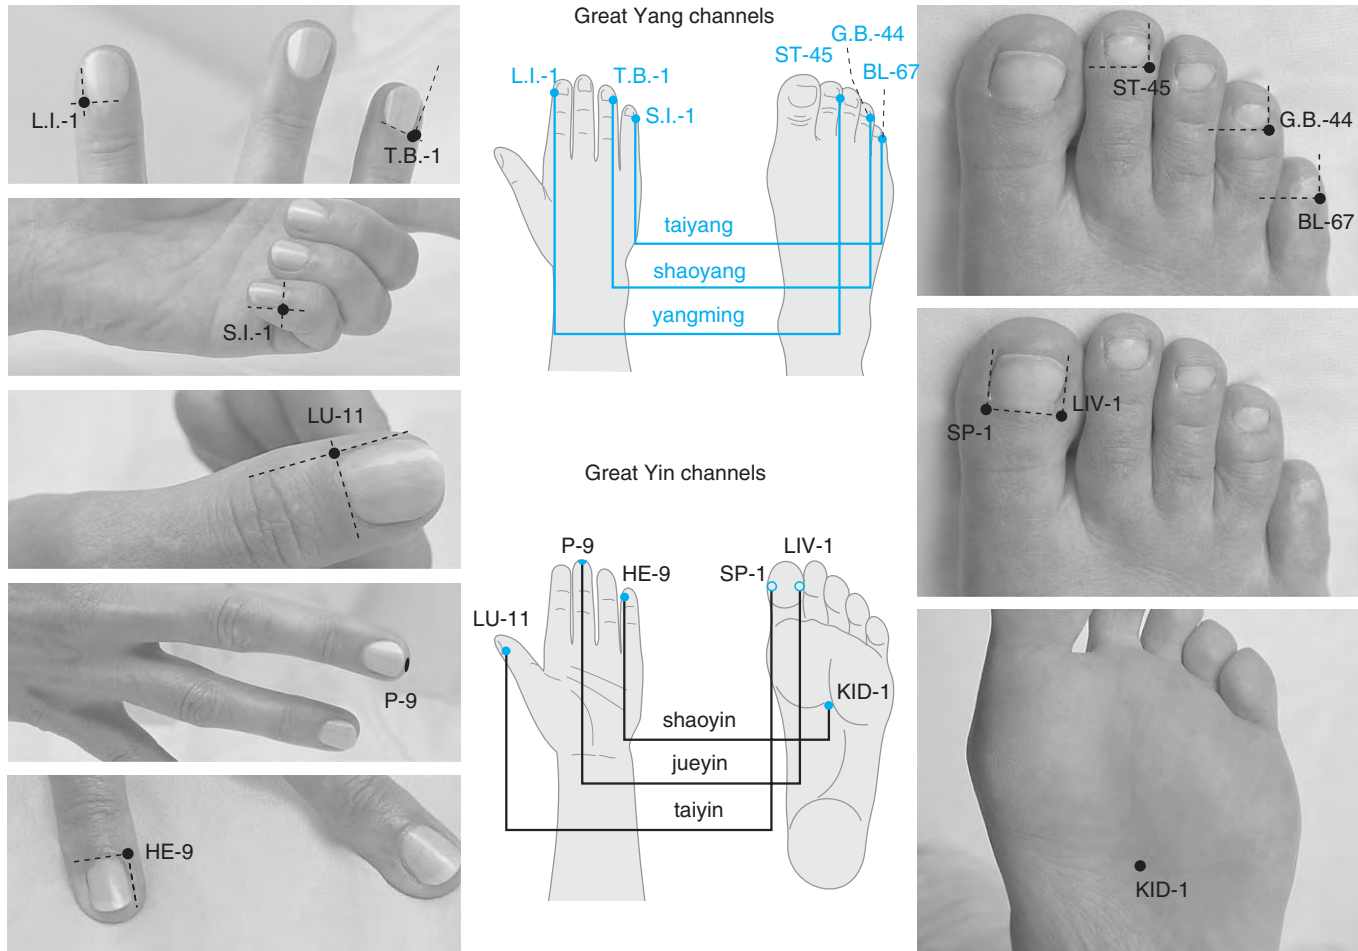 L.I.-1
T.B.-1
S.I.-1
LU-11
P-9
HE-9
Great Yang channels
L.I.-1
T.B.-1
S.I.-1
ST-45
G.B.-44
BL-67
taiyang
shaoyang
yangming
Great Yin channels
P-9
HE-9
LU-11
SP-1
LIV-1
KID-1
shaoyin
jueyin
taiyin
ST-45
G.B.-44
BL-67
SP-1
LIV-1
KID-1